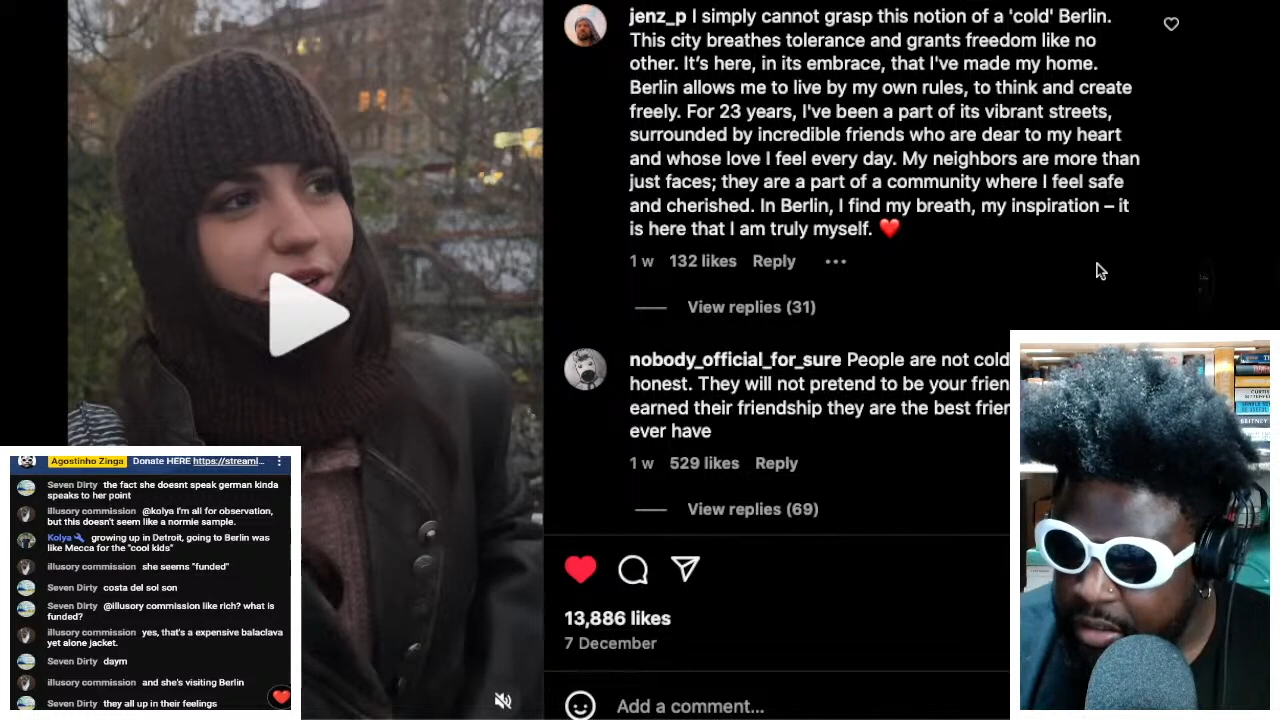 jenz_p I simply cannot grasp this notion of a 'cold' Berlin.
This city breathes tolerance and grants freedom like no
other. It's here, in its embrace, that I've made my home.
Berlin allows me to live by my own rules, to think and create
freely. For 23 years, I've been a part of its vibrant streets,
surrounded by incredible friends who are dear to my heart
and whose love I feel every day. My neighbors are more than
just faces; they are a part of a community where I feel safe
and cherished. In Berlin, I find my breath, my inspiration – it
is here that I am truly myself. ❤️
1 w 132 likes Reply •••
View replies (31)
nobody_official_for_sure People are not cold
honest. They will not pretend to be your frien
earned their friendship they are the best frien
ever have
1 w 529 likes Reply
View replies (69)
13,886 likes
7 December
Add a comment...
Agostinho Zinga Donate HERE https://streaml...
Seven Dirty the fact she doesnt speak german kinda
speaks to her point
illusory commission @kolya I'm all for observation,
but this doesn't seem like a normie sample.
Kolya growing up in Detroit, going to Berlin was
like Mecca for the "cool kids"
illusory commission she seems "funded"
Seven Dirty costa del sol son
Seven Dirty @illusory commission like rich? what is
funded?
illusory commission yes, that's a expensive balaclava
yet alone jacket.
Seven Dirty daym
illusory commission and she's visiting Berlin
Seven Dirty they all up in their feelings
BRITNEY